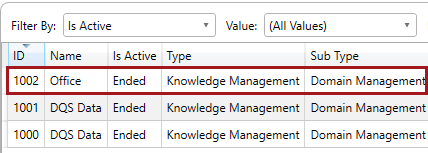 Filter By: Is Active Value: (All Values)
ID Name Is Active Type Sub Type
1002 Office Ended Knowledge Management Domain Management
1001 DQS Data Ended Knowledge Management Domain Management
1000 DQS Data Ended Knowledge Management Domain Management